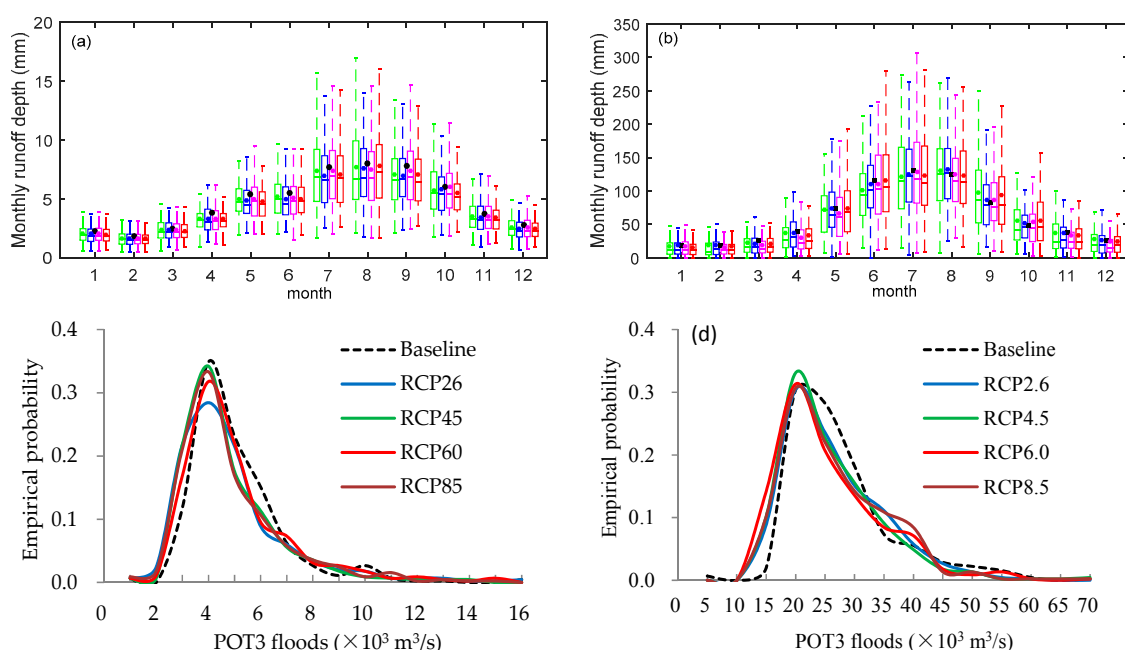 (a)
Monthly runoff depth (mm)
20
15
10
5
0
1 2 3 4 5 6 7 8 9 10 11 12
month
(b)
Monthly runoff depth (mm)
350
300
250
200
150
100
50
0
1 2 3 4 5 6 7 8 9 10 11 12
month
Empirical probability
0.4
0.3
0.2
0.1
0.0
Baseline
RCP26
RCP45
RCP60
RCP85
0 2 4 6 8 10 12 14 16
POT3 floods (×10³ m³/s)
(d)
Empirical probability
0.4
0.3
0.2
0.1
0.0
Baseline
RCP2.6
RCP4.5
RCP6.0
RCP8.5
0 5 10 15 20 25 30 35 40 45 50 55 60 65 70
POT3 floods (×10³ m³/s)